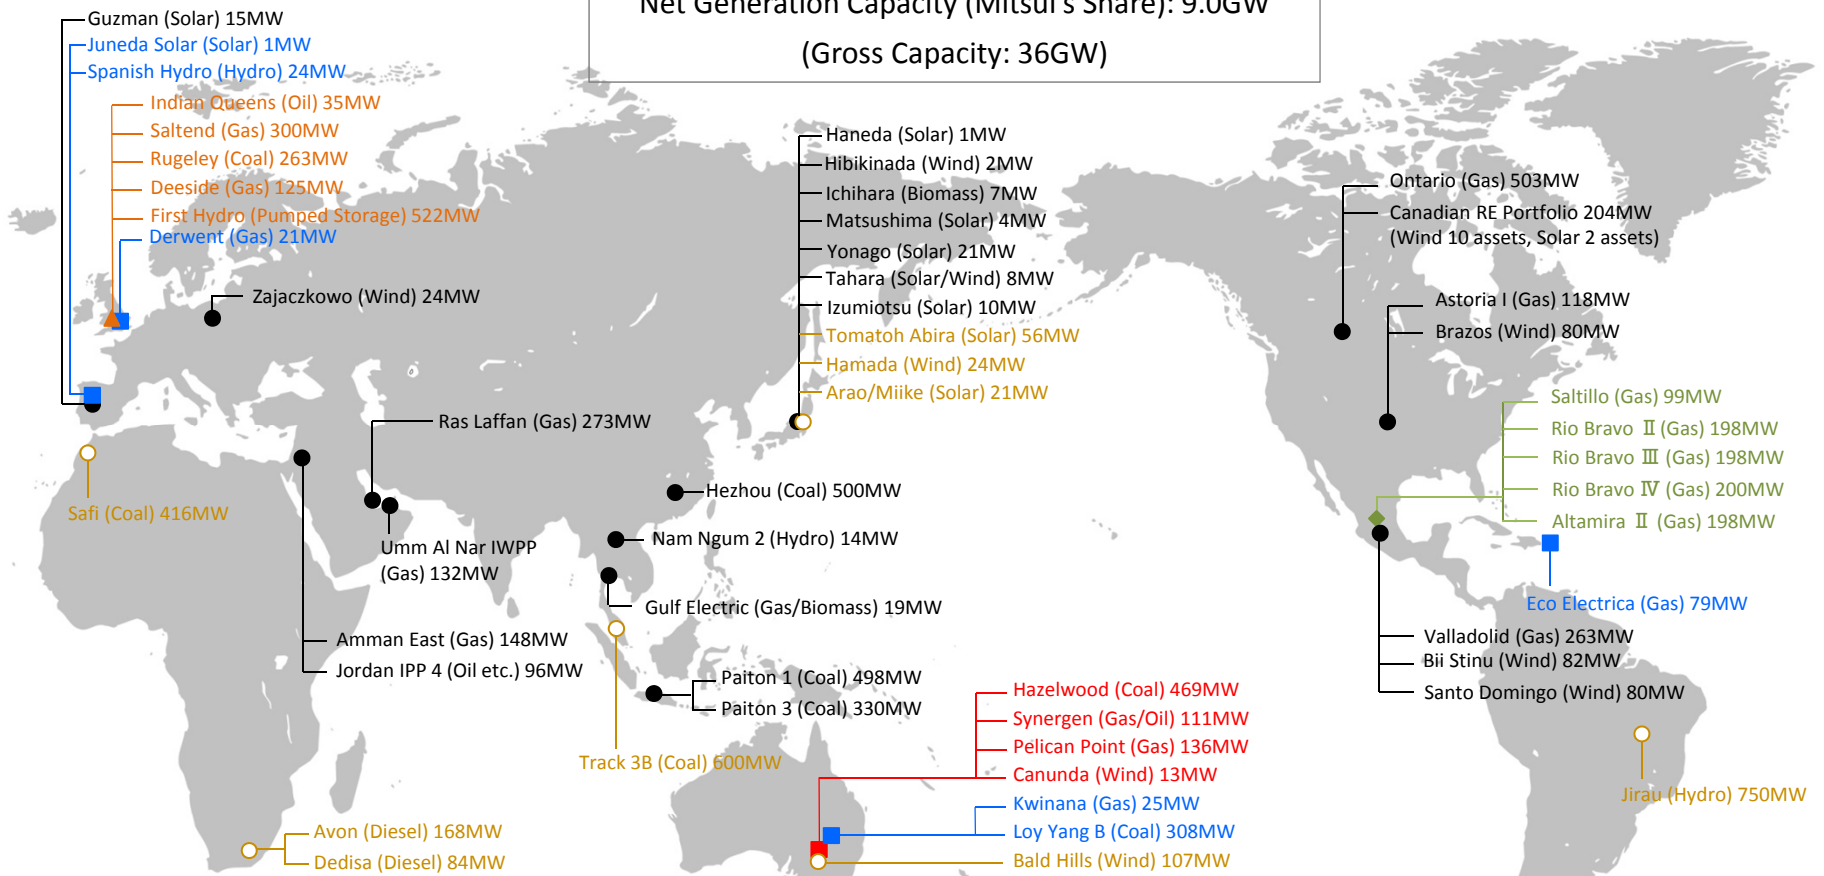 Net Generation Capacity (Mitsui's Share): 9.0GW
(Gross Capacity: 36GW)
Guzman (Solar) 15MW
Juneda Solar (Solar) 1MW
Spanish Hydro (Hydro) 24MW
Indian Queens (Oil) 35MW
Saltend (Gas) 300MW
Rugeley (Coal) 263MW
Deeside (Gas) 125MW
First Hydro (Pumped Storage) 522MW
Derwent (Gas) 21MW
Zajaczkowo (Wind) 24MW
Haneda (Solar) 1MW
Hibikinada (Wind) 2MW
Ichihara (Biomass) 7MW
Matsushima (Solar) 4MW
Yonago (Solar) 21MW
Tahara (Solar/Wind) 8MW
Izumiotsu (Solar) 10MW
Tomatoh Abira (Solar) 56MW
Hamada (Wind) 24MW
Arao/Miike (Solar) 21MW
Ontario (Gas) 503MW
Canadian RE Portfolio 204MW
(Wind 10 assets, Solar 2 assets)
Astoria I (Gas) 118MW
Brazos (Wind) 80MW
Saltillo (Gas) 99MW
Rio Bravo Ⅱ (Gas) 198MW
Rio Bravo Ⅲ (Gas) 198MW
Rio Bravo Ⅳ (Gas) 200MW
Altamira Ⅱ (Gas) 198MW
Ras Laffan (Gas) 273MW
Safi (Coal) 416MW
Umm Al Nar IWPP
(Gas) 132MW
Hezhou (Coal) 500MW
Nam Ngum 2 (Hydro) 14MW
Gulf Electric (Gas/Biomass) 19MW
Eco Electrica (Gas) 79MW
Amman East (Gas) 148MW
Jordan IPP 4 (Oil etc.) 96MW
Valladolid (Gas) 263MW
Bii Stinu (Wind) 82MW
Santo Domingo (Wind) 80MW
Paiton 1 (Coal) 498MW
Paiton 3 (Coal) 330MW
Track 3B (Coal) 600MW
Hazelwood (Coal) 469MW
Synergen (Gas/Oil) 111MW
Pelican Point (Gas) 136MW
Canunda (Wind) 13MW
Kwinana (Gas) 25MW
Loy Yang B (Coal) 308MW
Bald Hills (Wind) 107MW
Jirau (Hydro) 750MW
Avon (Diesel) 168MW
Dedisa (Diesel) 84MW